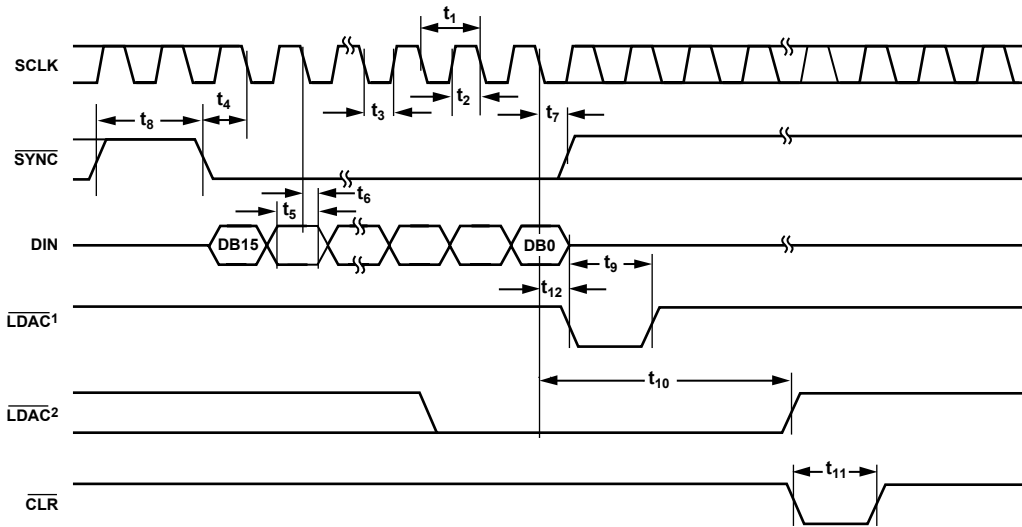 t1
SCLK
t4
t3
t2
t7
t8
SYNC
t6
t5
DIN
DB15
DB0
t9
t12
LDAC1
t10
LDAC2
t11
CLR